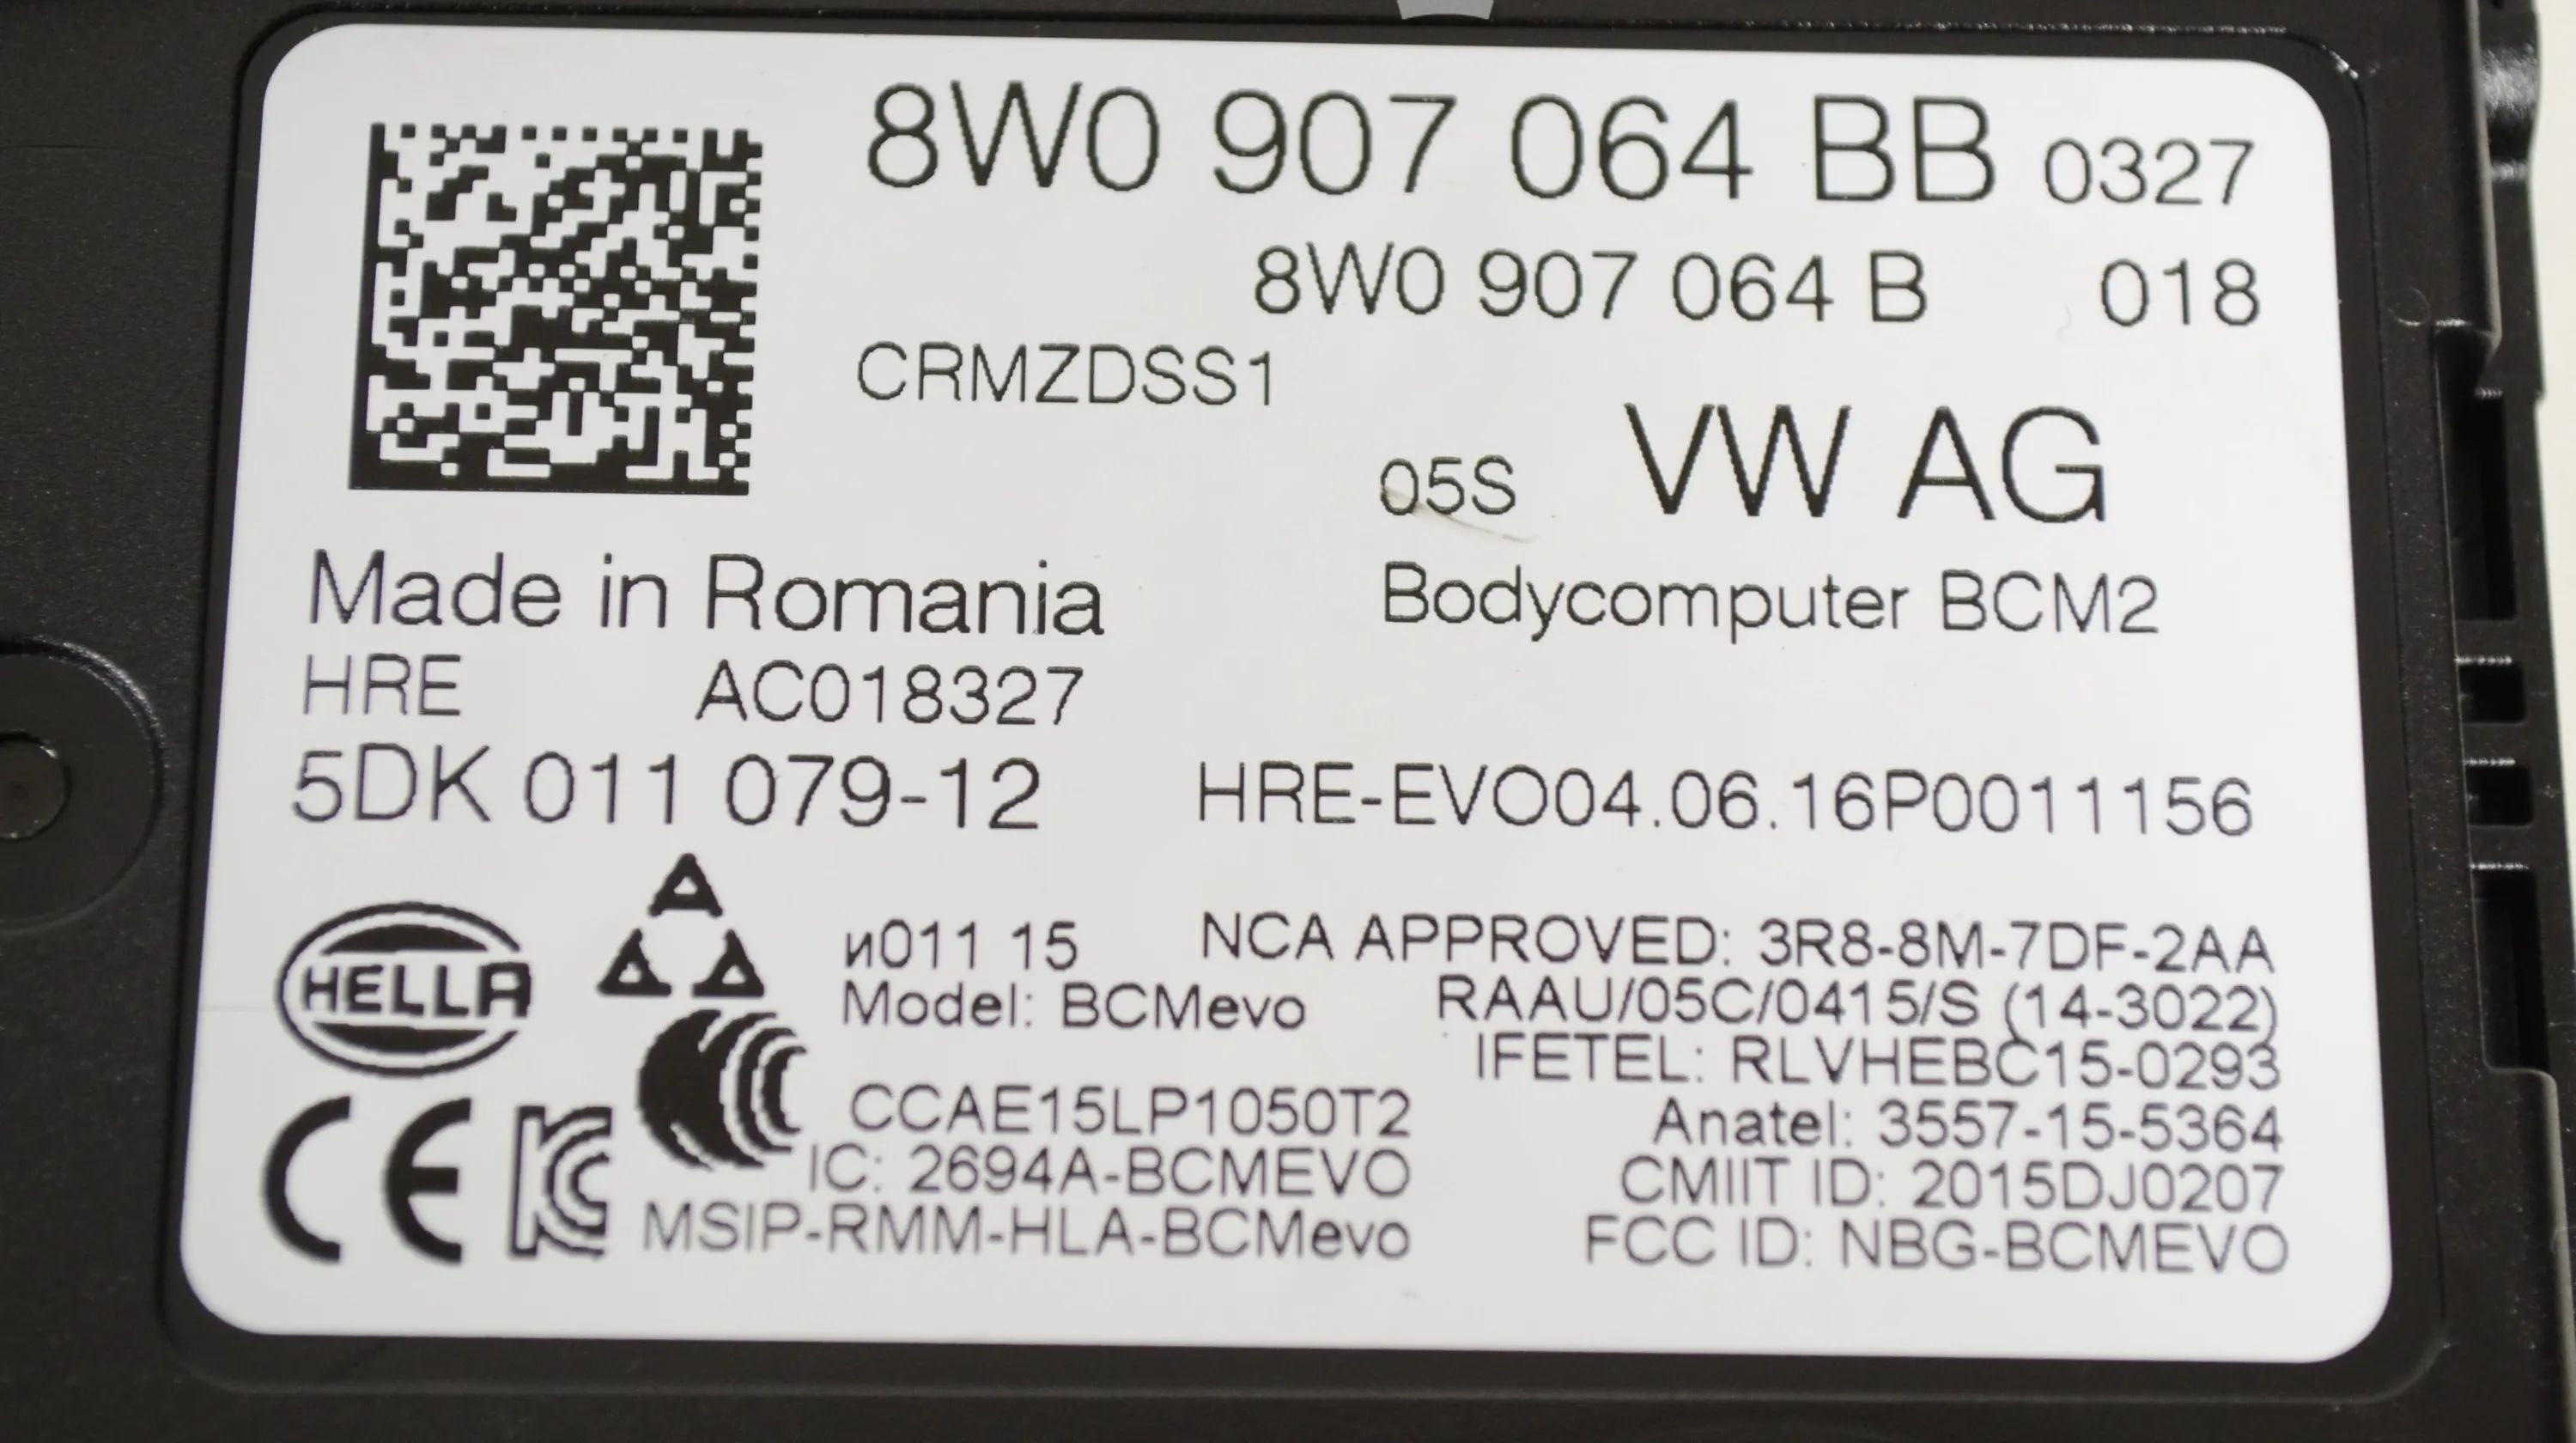 8W0 907 064 BB 0327
8W0 907 064 B 018
CRMZDSS1
05S VW AG
Made in Romania Bodycomputer BCM2
HRE AC018327
5DK 011 079-12 HRE-EVO04.06.16P0011156
HELLA
и011 15 NCA APPROVED: 3R8-8M-7DF-2AA
Model: BCMevo RAAU/05C/0415/S (14-3022)
IFETEL: RLVHEBC15-0293
CCAE15LP1050T2 Anatel: 3557-15-5364
IC: 2694A-BCMEVO CMIIT ID: 2015DJ0207
CE MSIP-RMM-HLA-BCMevo FCC ID: NBG-BCMEVO